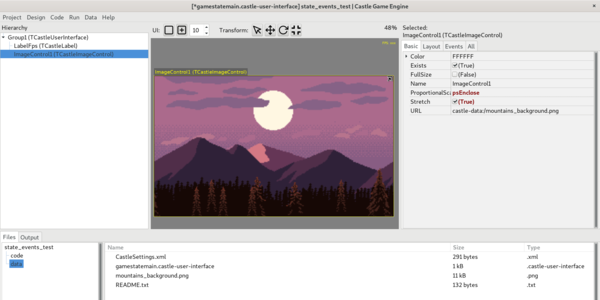 [*gamestatemain.castle-user-interface] state_events_test | Castle Game Engine
Project Design Code Run Data Help
Hierarchy
Group1 (TCastleUserInterface)
LabelFps (TCastleLabel)
ImageControl1 (TCastleImageControl)
UI: 10 Transform: 48%
ImageControl1 (TCastleImageControl)
Selected:
ImageControl1 (TCastleImageControl)
Basic Layout Events All
Color FFFFFF
Exists (True)
FullSize (False)
Name ImageControl1
ProportionalSca psEnclose
Stretch (True)
URL castle-data:/mountains_background.png
Files Output
state_events_test
code
data
Name Size Type
CastleSettings.xml 291 bytes .xml
gamestatemain.castle-user-interface 1 kB .castle-user-interface
mountains_background.png 11 kB .png
README.txt 132 bytes .txt